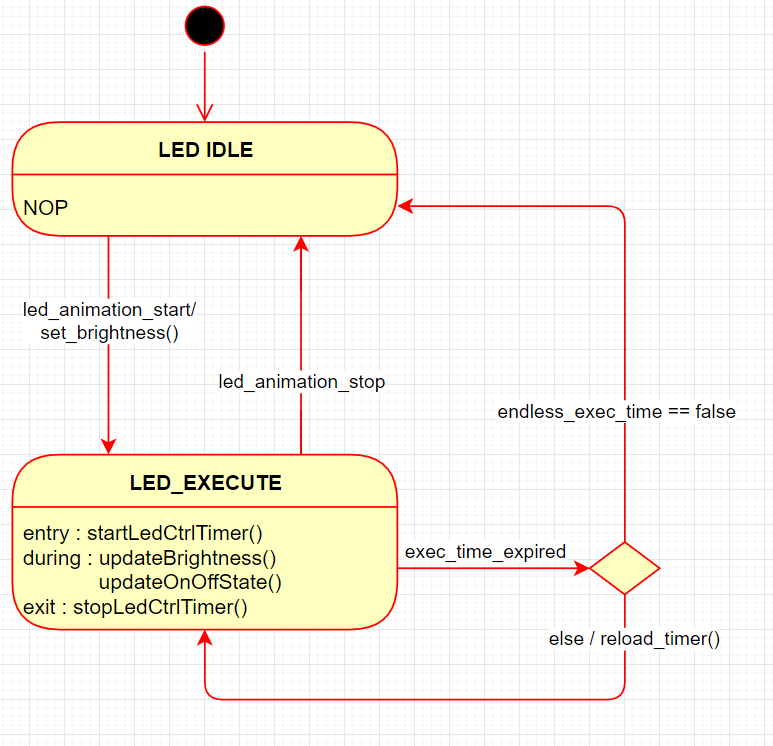 LED IDLE
NOP
led_animation_start/
set_brightness()
led_animation_stop
endless_exec_time == false
LED_EXECUTE
entry : startLedCtrlTimer()
during : updateBrightness()
updateOnOffState()
exit : stopLedCtrlTimer()
exec_time_expired
else / reload_timer()